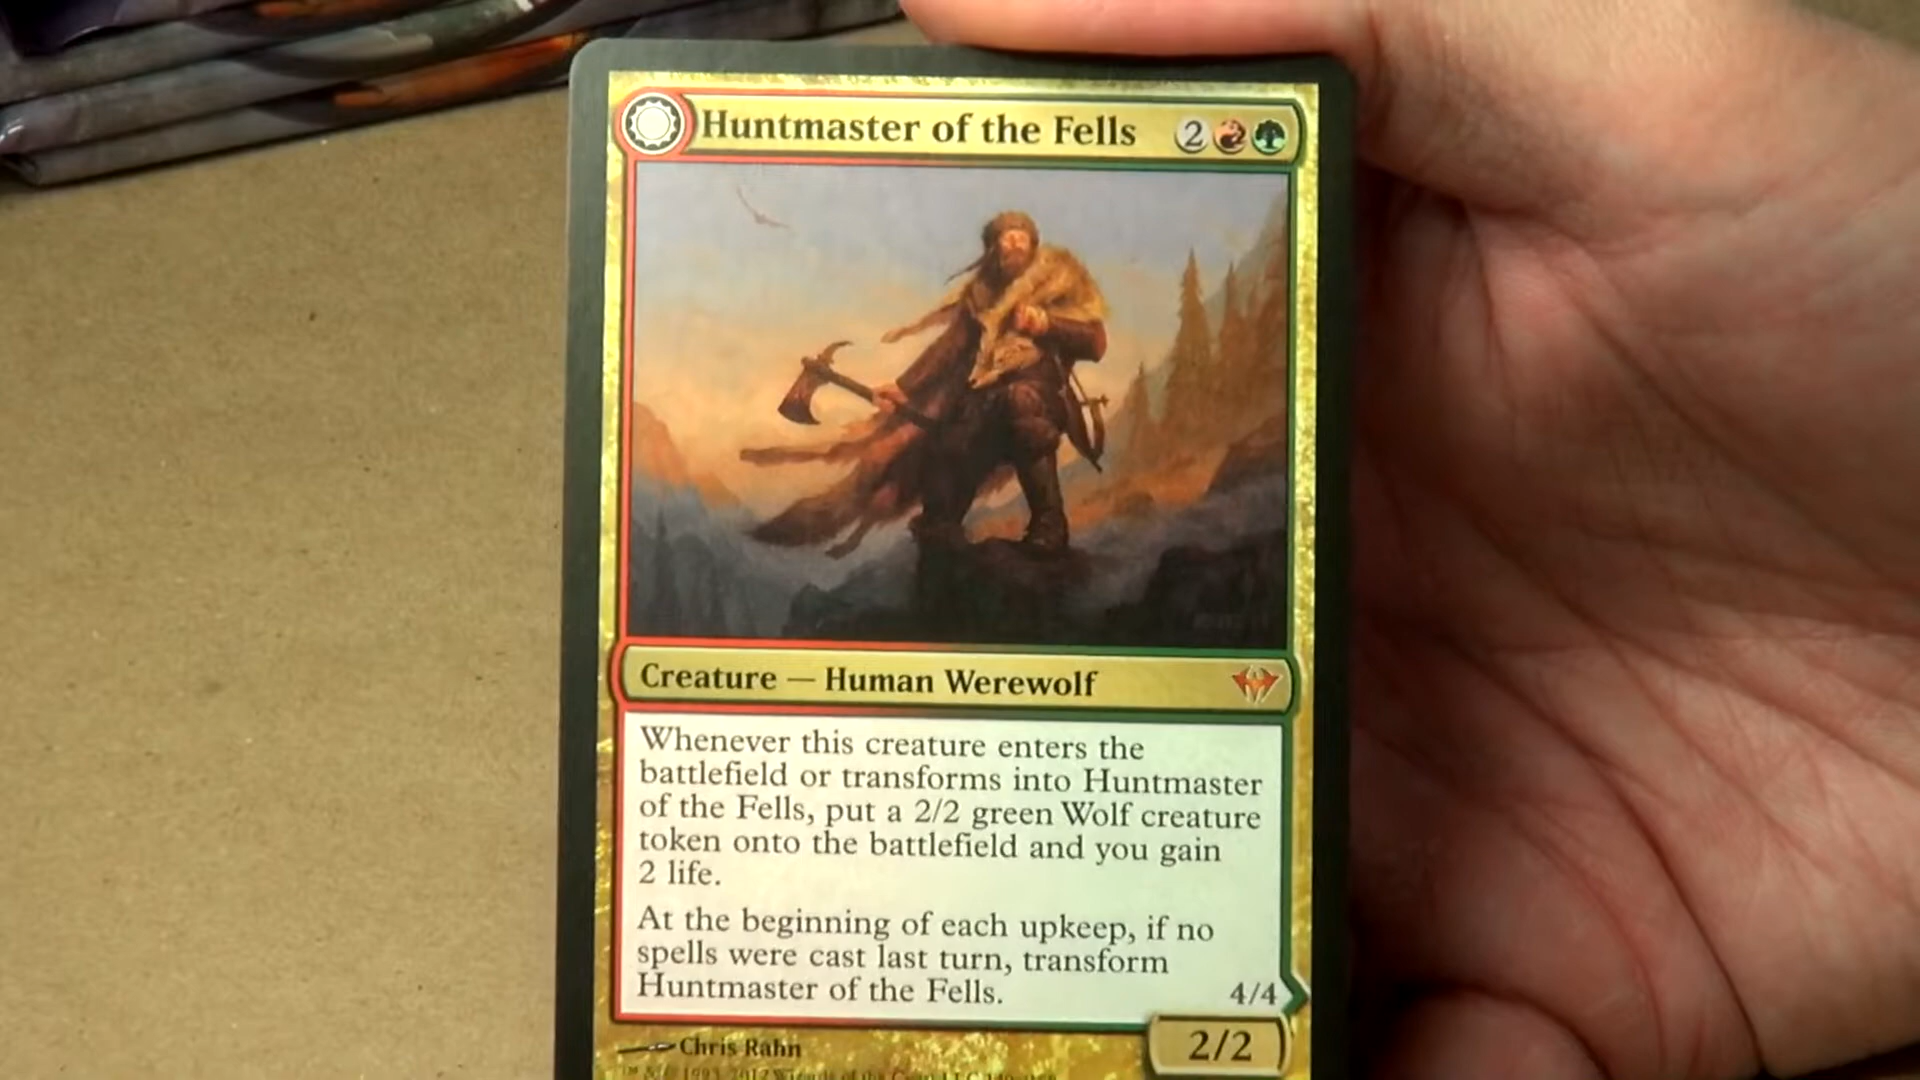 Huntmaster of the Fells 2
Creature — Human Werewolf
Whenever this creature enters the
battlefield or transforms into Huntmaster
of the Fells, put a 2/2 green Wolf creature
token onto the battlefield and you gain
2 life.
At the beginning of each upkeep, if no
spells were cast last turn, transform
Huntmaster of the Fells.
4/4
2/2
Chris Rahn